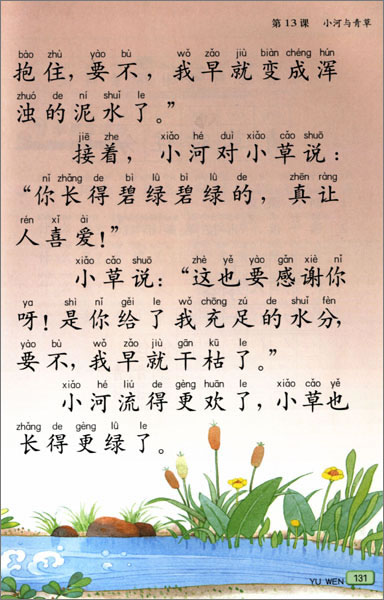 第13课 小河与青草
bào zhù yào bù wǒ zǎo jiù biàn chéng hún
抱住，要不，我早就变成浑
zhuó de ní shuǐ le
浊的泥水了。”
jiē zhe xiǎo hé duì xiǎo cǎo shuō
接着，小河对小草说：
nǐ zhǎng de bì lǜ bì lǜ de zhēn ràng
“你长得碧绿碧绿的，真让
rén xǐ ài
人喜爱！”
xiǎo cǎo shuō zhè yě yào gǎn xiè nǐ
小草说：“这也要感谢你
ya shì nǐ gěi le wǒ chōng zú de shuǐ fèn
呀！是你给了我充足的水分，
yào bù wǒ zǎo jiù gān kū le
要不，我早就干枯了。”
xiǎo hé liú de gèng huān le xiǎo cǎo yě
小河流得更欢了，小草也
zhǎng de gèng lǜ le
长得更绿了。
YU WEN 131